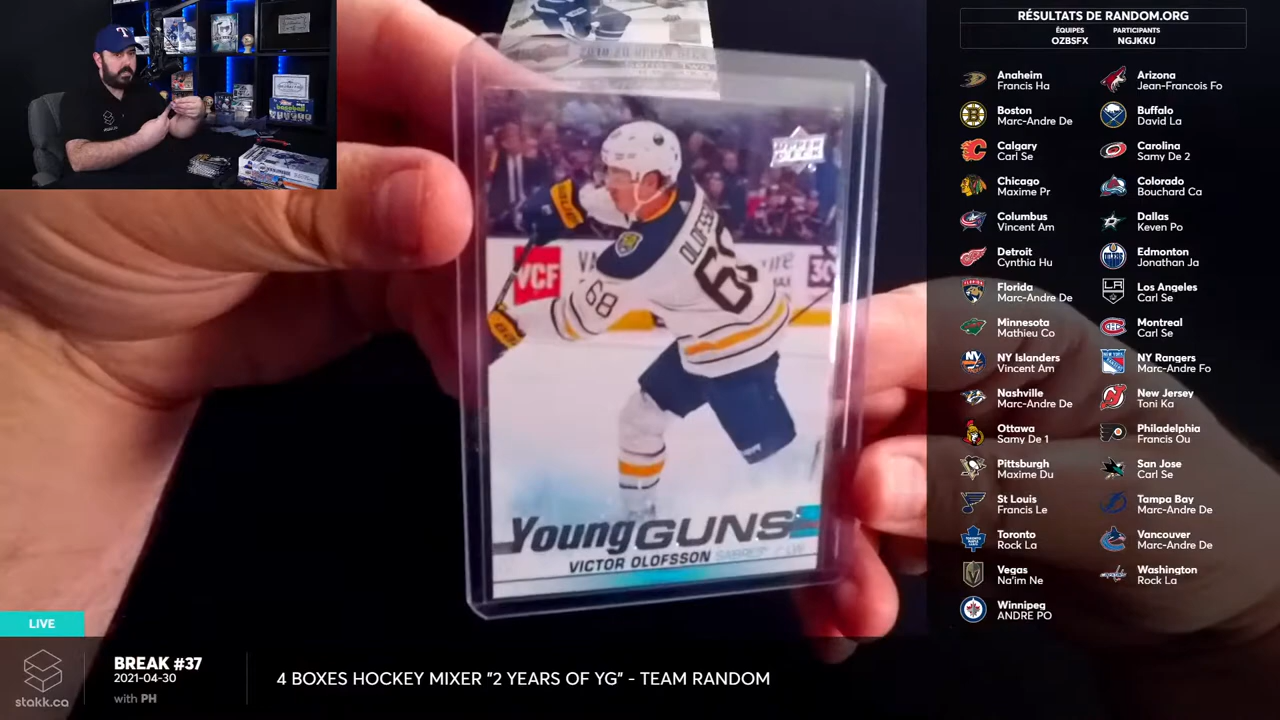 RÉSULTATS DE RANDOM.ORG
ÉQUIPES
OZBSFX
PARTICIPANTS
NGJKKU
Anaheim
Francis Ha
Arizona
Jean-Francois Fo
Boston
Marc-Andre De
Buffalo
David La
Calgary
Carl Se
Carolina
Samy De 2
Chicago
Maxime Pr
Colorado
Bouchard Ca
Columbus
Vincent Am
Dallas
Keven Po
Detroit
Cynthia Hu
Edmonton
Jonathan Ja
Florida
Marc-Andre De
Los Angeles
Carl Se
Minnesota
Mathieu Co
Montreal
Carl Se
NY Islanders
Vincent Am
NY Rangers
Marc-Andre Fo
Nashville
Marc-Andre De
New Jersey
Toni Ka
Ottawa
Samy De 1
Philadelphia
Francis Ou
Pittsburgh
Maxime Du
San Jose
Carl Se
St Louis
Francis Le
Tampa Bay
Marc-Andre De
Toronto
Rock La
Vancouver
Marc-Andre De
Vegas
Na'im Ne
Washington
Rock La
Winnipeg
ANDRE PO
UPPER DECK
VCF
68
68
Young GUNS
VICTOR OLOFSSON SABRES / LW
LIVE
stakk.ca
BREAK #37
2021-04-30
with PH
4 BOXES HOCKEY MIXER "2 YEARS OF YG" - TEAM RANDOM